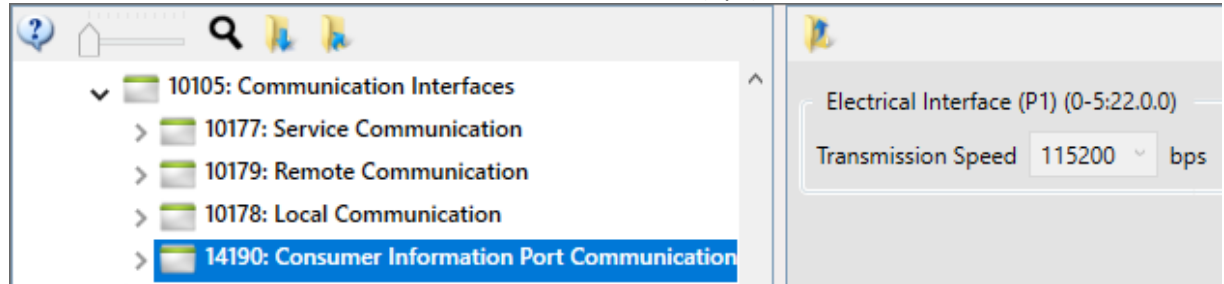 10105: Communication Interfaces
10177: Service Communication
10179: Remote Communication
10178: Local Communication
14190: Consumer Information Port Communication
Electrical Interface (P1) (0-5:22.0.0)
Transmission Speed 115200 bps